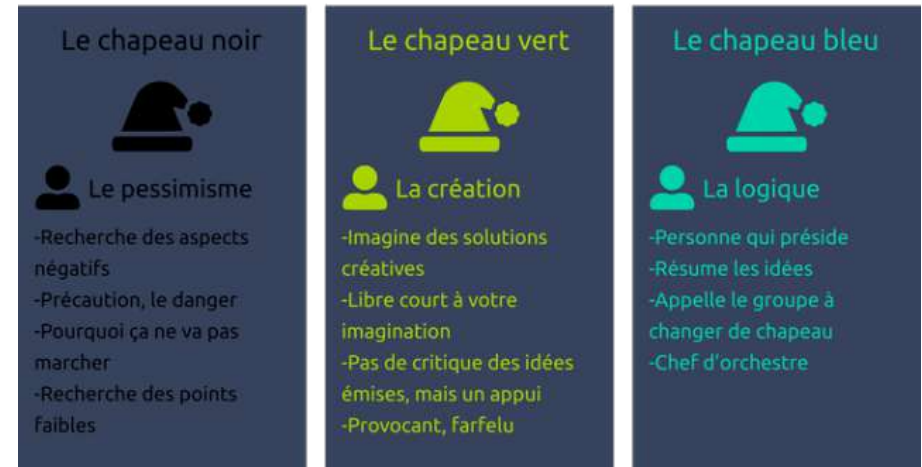 Le chapeau noir
Le pessimisme
-Recherche des aspects
négatifs
-Précaution, le danger
-Pourquoi ça ne va pas
marcher
-Recherche des points
faibles
Le chapeau vert
La création
-Imagine des solutions
créatives
-Libre court à votre
imagination
-Pas de critique des idées
émises, mais un appui
-Provocant, farfelu
Le chapeau bleu
La logique
-Personne qui préside
-Résume les idées
-Appelle le groupe à
changer de chapeau
-Chef d'orchestre